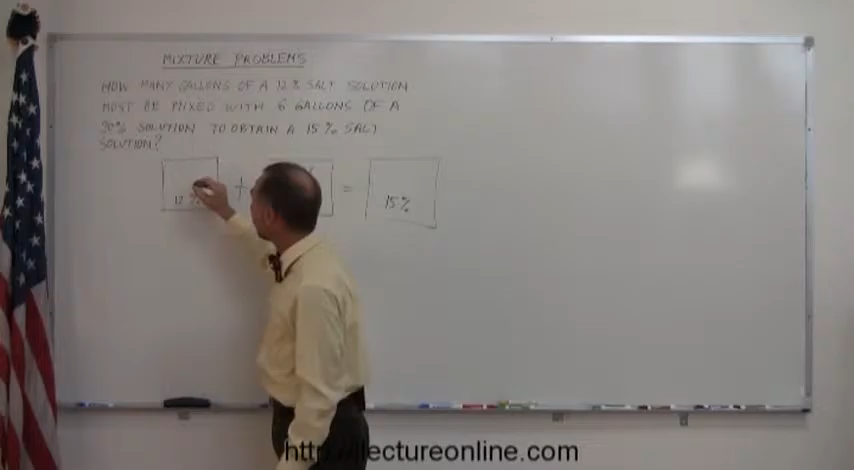 MIXTURE PROBLEMS
HOW MANY GALLONS OF A 12% SALT SOLUTION
MUST BE MIXED WITH 6 GALLONS OF A
20% SOLUTION TO OBTAIN A 15% SALT
SOLUTION?
12% + = 15%
http://lectureonline.com